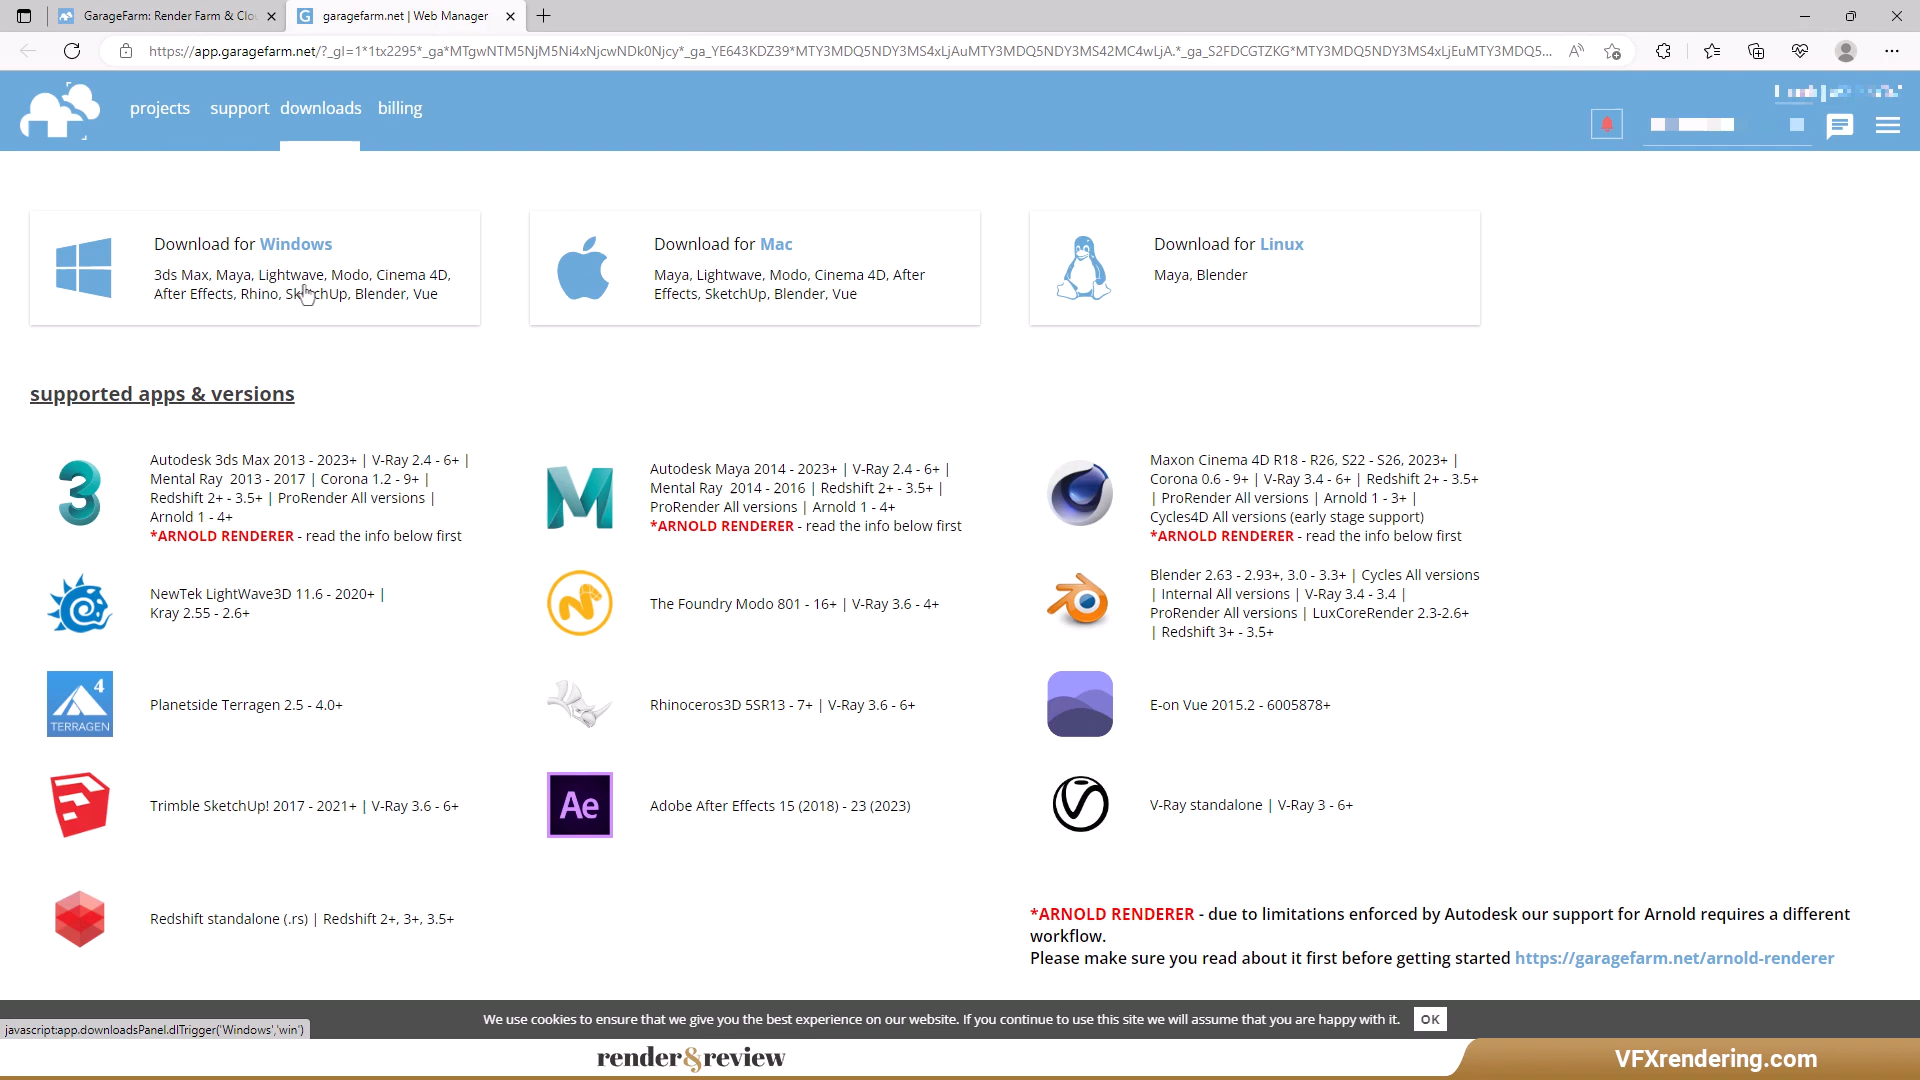 GarageFarm: Render Farm & Clo
garagefarm.net | Web Manager
https://app.garagefarm.net/?_gl=1*1tx2295*_ga*MTgwNTM5NjM5Ni4xNjcwNDk0Njcy*_ga_YE643KDZ39*MTY3MDQ5NDY3MS4xLjAuMTY3MDQ5NDY3MS42MC4wLjA.*_ga_S2FDCGTZKG*MTY3MDQ5NDY3MS4xLjEuMTY3MDQ5...
projects support downloads billing
Download for Windows
3ds Max, Maya, Lightwave, Modo, Cinema 4D,
After Effects, Rhino, SketchUp, Blender, Vue
Download for Mac
Maya, Lightwave, Modo, Cinema 4D, After
Effects, SketchUp, Blender, Vue
Download for Linux
Maya, Blender
supported apps & versions
Autodesk 3ds Max 2013 - 2023+ | V-Ray 2.4 - 6+ |
Mental Ray 2013 - 2017 | Corona 1.2 - 9+ |
Redshift 2+ - 3.5+ | ProRender All versions |
Arnold 1 - 4+
*ARNOLD RENDERER - read the info below first
Autodesk Maya 2014 - 2023+ | V-Ray 2.4 - 6+ |
Mental Ray 2014 - 2016 | Redshift 2+ - 3.5+ |
ProRender All versions | Arnold 1 - 4+
*ARNOLD RENDERER - read the info below first
Maxon Cinema 4D R18 - R26, S22 - S26, 2023+ |
Corona 0.6 - 9+ | V-Ray 3.4 - 6+ | Redshift 2+ - 3.5+
| ProRender All versions | Arnold 1 - 3+ |
Cycles4D All versions (early stage support)
*ARNOLD RENDERER - read the info below first
NewTek LightWave3D 11.6 - 2020+ |
Kray 2.55 - 2.6+
The Foundry Modo 801 - 16+ | V-Ray 3.6 - 4+
Blender 2.63 - 2.93+, 3.0 - 3.3+ | Cycles All versions
| Internal All versions | V-Ray 3.4 - 3.4 |
ProRender All versions | LuxCoreRender 2.3-2.6+
| Redshift 3+ - 3.5+
4
TERRAGEN
Planetside Terragen 2.5 - 4.0+
Rhinoceros3D 5SR13 - 7+ | V-Ray 3.6 - 6+
E-on Vue 2015.2 - 6005878+
Trimble SketchUp! 2017 - 2021+ | V-Ray 3.6 - 6+
Ae
Adobe After Effects 15 (2018) - 23 (2023)
V-Ray standalone | V-Ray 3 - 6+
Redshift standalone (.rs) | Redshift 2+, 3+, 3.5+
*ARNOLD RENDERER - due to limitations enforced by Autodesk our support for Arnold requires a different
workflow.
Please make sure you read about it first before getting started https://garagefarm.net/arnold-renderer
We use cookies to ensure that we give you the best experience on our website. If you continue to use this site we will assume that you are happy with it. OK
javascript:app.downloadsPanel.dlTrigger('Windows','win')
render&review
VFXrendering.com